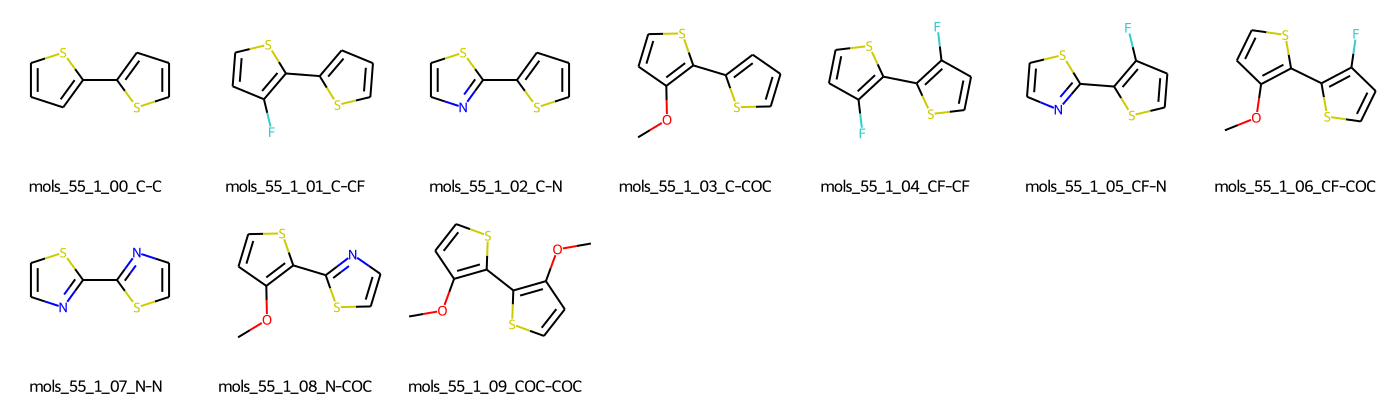 S
S
S
F
S
S
N
S
S
O
S
S
F
F
S
S
N
F
S
S
O
F
S
mols_55_1_00_C-C
mols_55_1_01_C-CF
mols_55_1_02_C-N
mols_55_1_03_C-COC
mols_55_1_04_CF-CF
mols_55_1_05_CF-N
mols_55_1_06_CF-COC
S
N
N
S
S
O
N
S
S
O
O
S
mols_55_1_07_N-N
mols_55_1_08_N-COC
mols_55_1_09_COC-COC